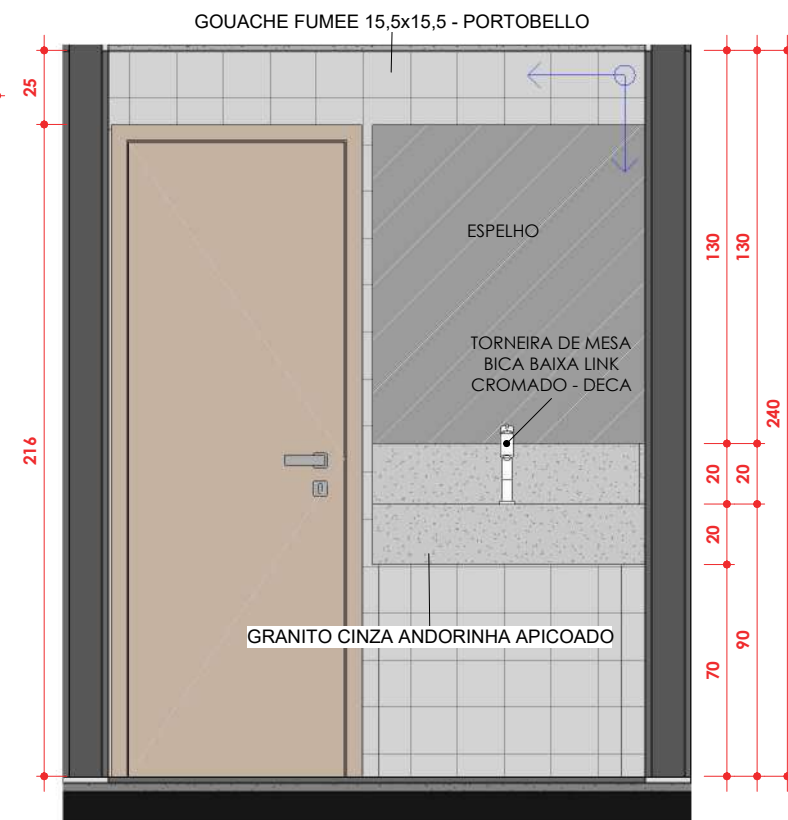 GOUACHE FUMEE 15,5x15,5 - PORTOBELLO
25
216
ESPELHO
TORNEIRA DE MESA
BICA BAIXA LINK
CROMADO - DECA
GRANITO CINZA ANDORINHA APICOADO
130
20
20
70
130
20
90
240